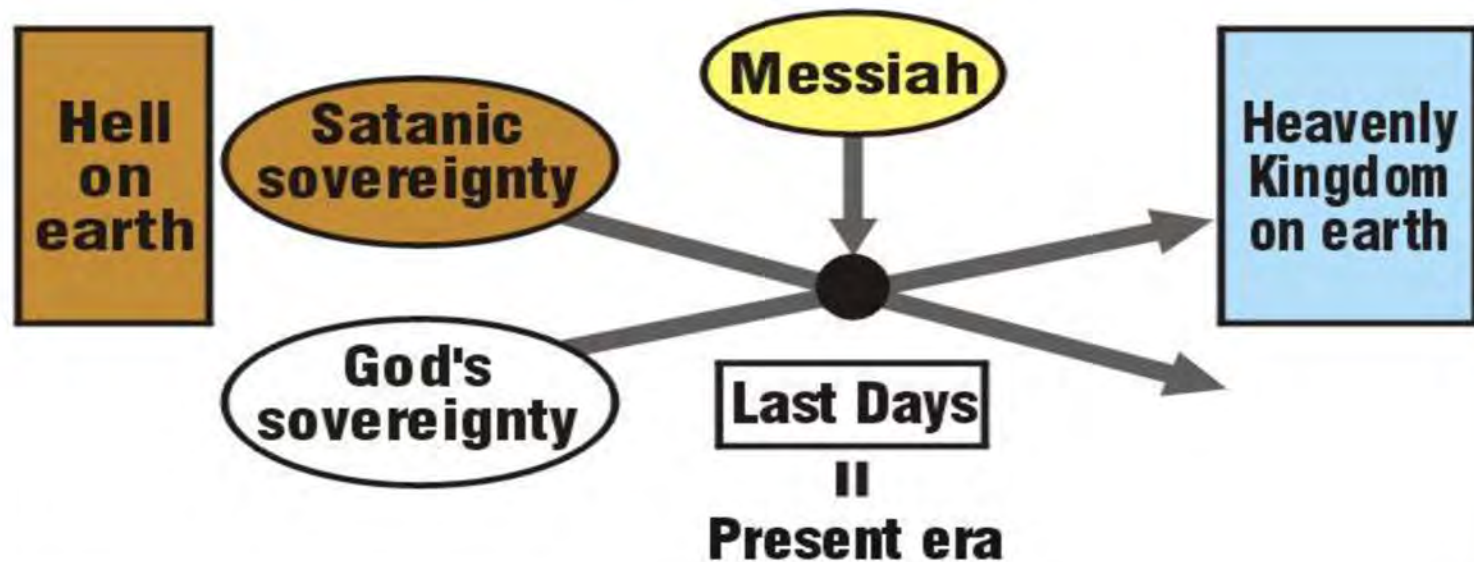 Hell
on
earth
Satanic
sovereignty
God's
sovereignty
Messiah
Last Days
=
Present era
Heavenly
Kingdom
on earth